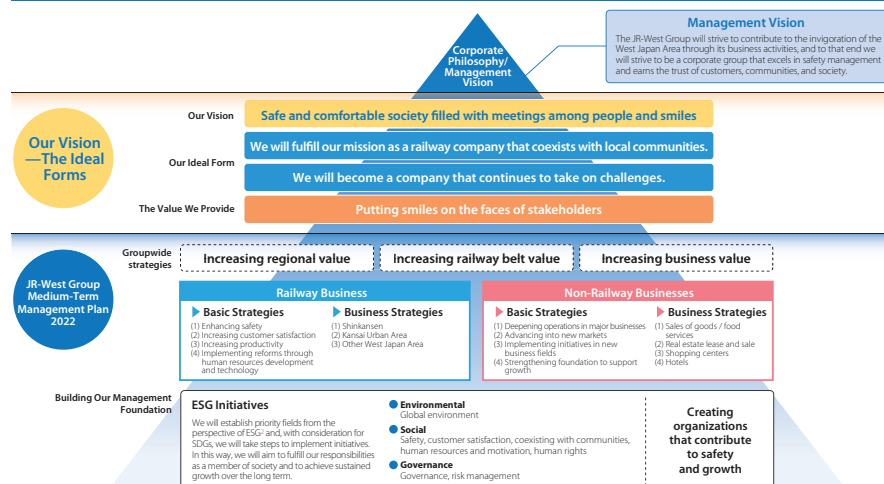 Corporate
Philosophy/
Management
Vision
Management Vision
The JR-West Group will strive to contribute to the invigoration of the
West Japan Area through its business activities, and to that end we
will strive to be a corporate group that excels in safety management
and earns the trust of customers, communities, and society.
Our Vision
—The Ideal
Forms
Our Vision
Safe and comfortable society filled with meetings among people and smiles
Our Ideal Form
We will fulfill our mission as a railway company that coexists with local communities.
We will become a company that continues to take on challenges.
The Value We Provide
Putting smiles on the faces of stakeholders
JR-West Group
Medium-Term
Management Plan
2022
Groupwide
strategies
Increasing regional value
Increasing railway belt value
Increasing business value
Railway Business
Basic Strategies
(1) Enhancing safety
(2) Increasing customer satisfaction
(3) Increasing productivity
(4) Implementing reforms through
human resources development
and technology
Business Strategies
(1) Shinkansen
(2) Kansai Urban Area
(3) Other West Japan Area
Non-Railway Businesses
Basic Strategies
(1) Deepening operations in major businesses
(2) Advancing into new markets
(3) Implementing initiatives in new
business fields
(4) Strengthening foundation to support
growth
Business Strategies
(1) Sales of goods / food
services
(2) Real estate lease and sale
(3) Shopping centers
(4) Hotels
Building Our Management
Foundation
ESG Initiatives
We will establish priority fields from the
perspective of ESG² and, with consideration for
SDGs, we will take steps to implement initiatives.
In this way, we will aim to fulfill our responsibilities
as a member of society and to achieve sustained
growth over the long term.
Environmental
Global environment
Social
Safety, customer satisfaction, coexisting with communities,
human resources and motivation, human rights
Governance
Governance, risk management
Creating
organizations
that contribute
to safety
and growth